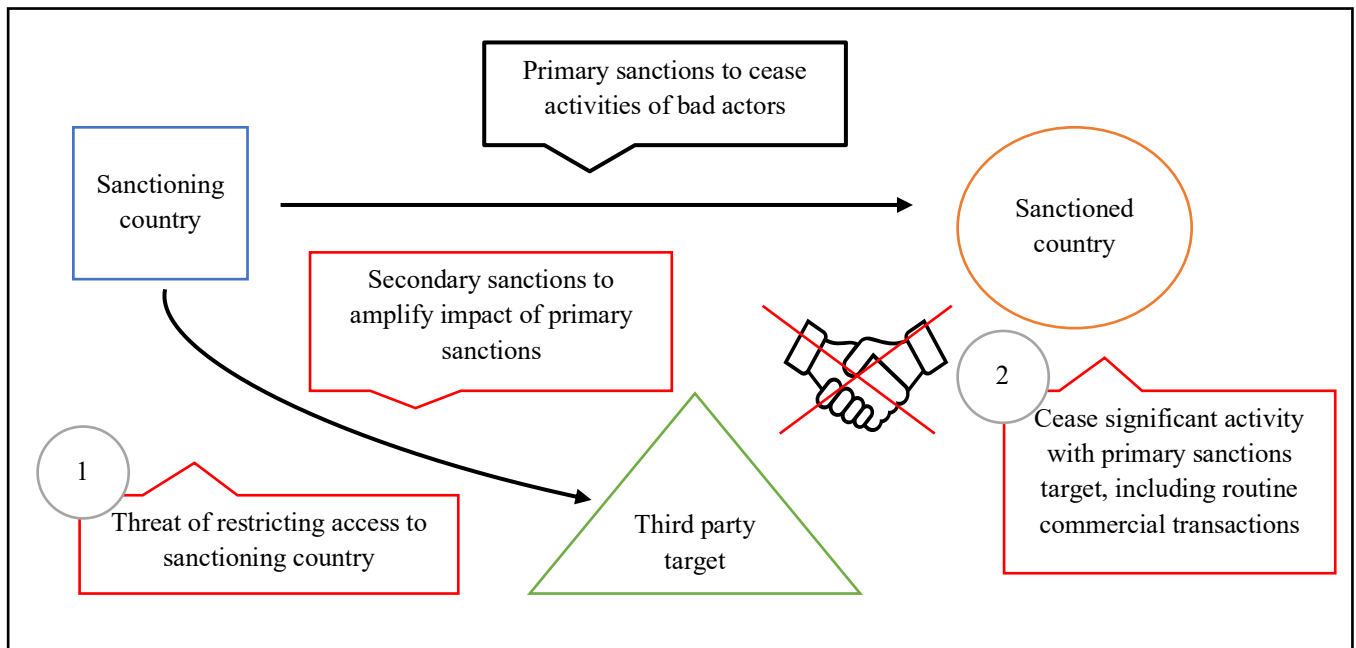 Primary sanctions to cease
activities of bad actors
Sanctioning
country
Sanctioned
country
Secondary sanctions to
amplify impact of primary
sanctions
1
Threat of restricting access to
sanctioning country
Third party
target
2
Cease significant activity
with primary sanctions
target, including routine
commercial transactions